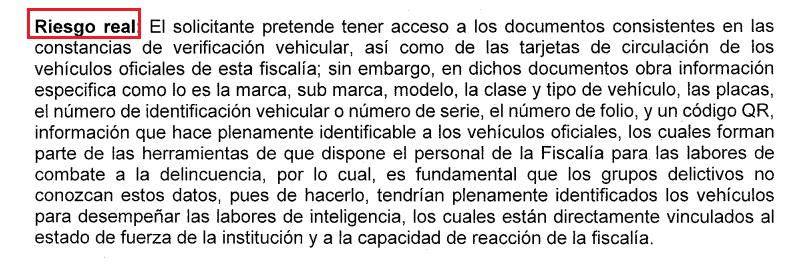 Riesgo real: El solicitante pretende tener acceso a los documentos consistentes en las
constancias de verificación vehicular, así como de las tarjetas de circulación de los
vehículos oficiales de esta fiscalía; sin embargo, en dichos documentos obra información
especifica como lo es la marca, sub marca, modelo, la clase y tipo de vehículo, las placas,
el número de identificación vehicular o número de serie, el número de folio, y un código QR,
información que hace plenamente identificable a los vehículos oficiales, los cuales forman
parte de las herramientas de que dispone el personal de la Fiscalía para las labores de
combate a la delincuencia, por lo cual, es fundamental que los grupos delictivos no
conozcan estos datos, pues de hacerlo, tendrían plenamente identificados los vehículos
para desempeñar las labores de inteligencia, los cuales están directamente vinculados al
estado de fuerza de la institución y a la capacidad de reacción de la fiscalía.